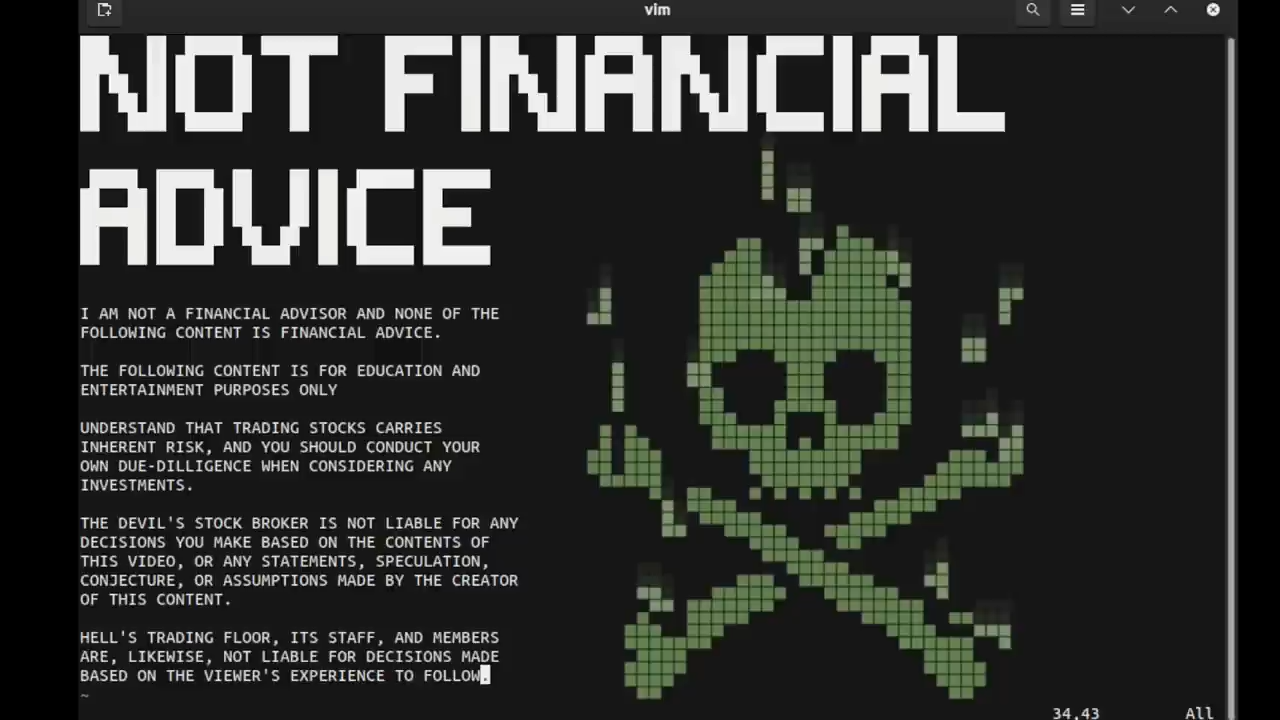 vim
NOT FINANCIAL
ADVICE
I AM NOT A FINANCIAL ADVISOR AND NONE OF THE
FOLLOWING CONTENT IS FINANCIAL ADVICE.
THE FOLLOWING CONTENT IS FOR EDUCATION AND
ENTERTAINMENT PURPOSES ONLY
UNDERSTAND THAT TRADING STOCKS CARRIES
INHERENT RISK, AND YOU SHOULD CONDUCT YOUR
OWN DUE-DILLIGENCE WHEN CONSIDERING ANY
INVESTMENTS.
THE DEVIL'S STOCK BROKER IS NOT LIABLE FOR ANY
DECISIONS YOU MAKE BASED ON THE CONTENTS OF
THIS VIDEO, OR ANY STATEMENTS, SPECULATION,
CONJECTURE, OR ASSUMPTIONS MADE BY THE CREATOR
OF THIS CONTENT.
HELL'S TRADING FLOOR, ITS STAFF, AND MEMBERS
ARE, LIKEWISE, NOT LIABLE FOR DECISIONS MADE
BASED ON THE VIEWER'S EXPERIENCE TO FOLLOW.
~
34,43 All